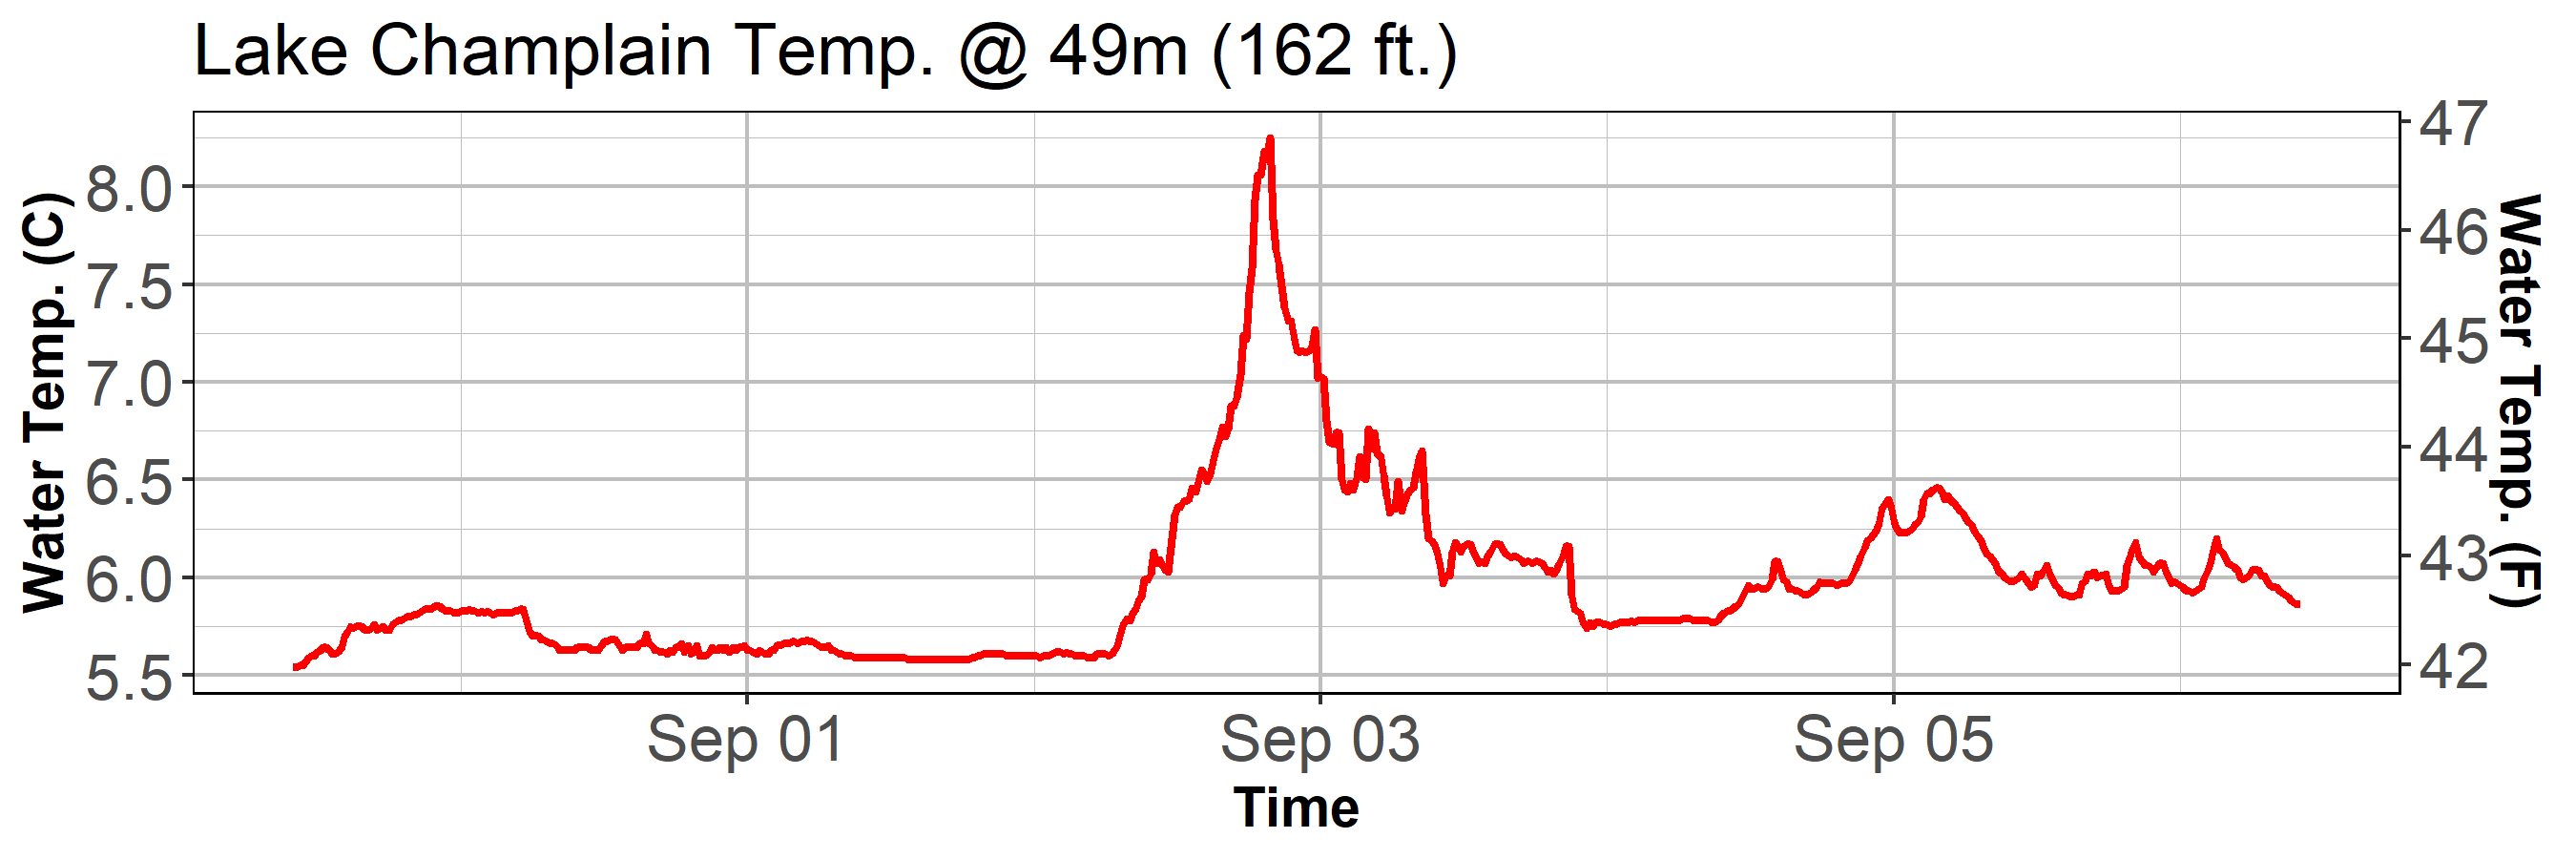 Lake Champlain Temp. @ 49m (162 ft.)
Water Temp. (C)
8.0
7.5
7.0
6.5
6.0
5.5
47
46
45
44
43
42
Water Temp. (F)
Sep 01
Sep 03
Sep 05
Time